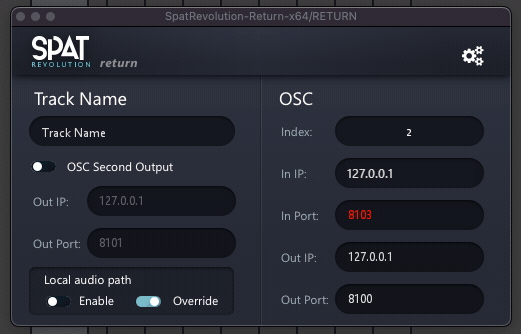 SpatRevolution-Return-x64/RETURN
SPAT
REVOLUTION return
Track Name
Track Name
OSC Second Output
Out IP: 127.0.0.1
Out Port: 8101
Local audio path
Enable Override
OSC
Index: 2
In IP: 127.0.0.1
In Port: 8103
Out IP: 127.0.0.1
Out Port: 8100